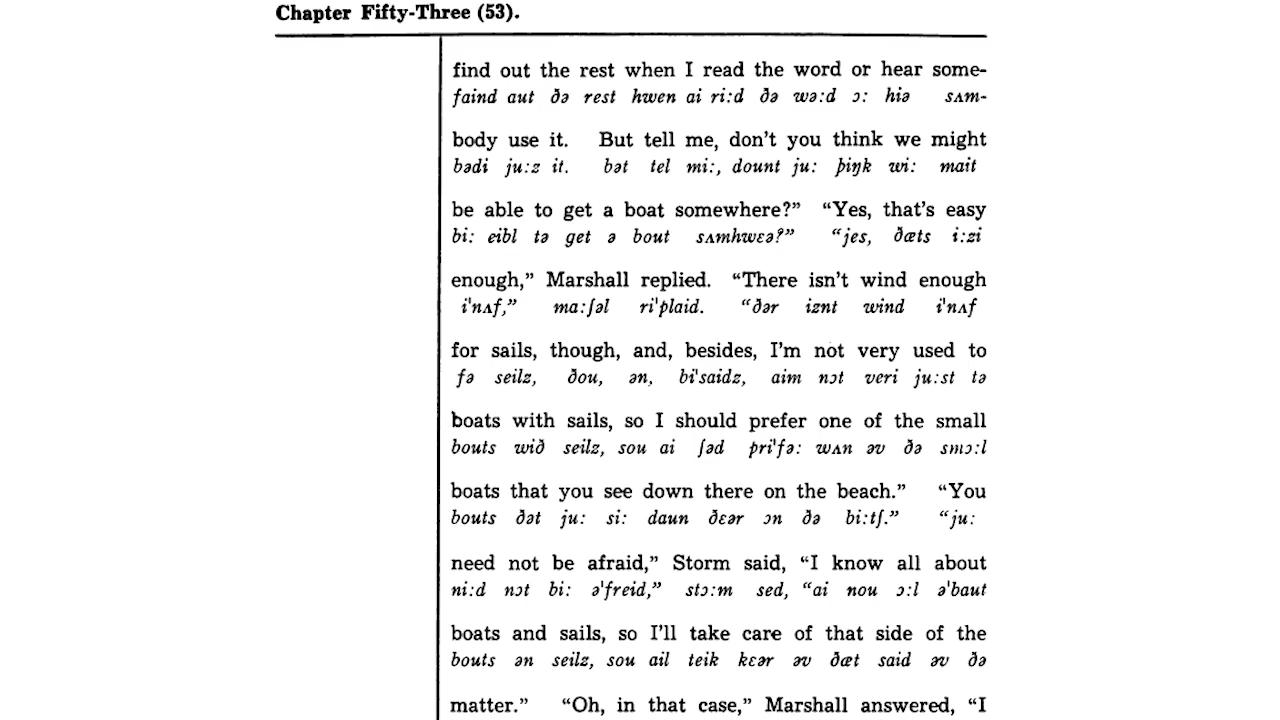 Chapter Fifty-Three (53).
find out the rest when I read the word or hear some-
faind aut ðə rest hwen ai ri:d ðə wə:d ɔ: hiə sʌm-
body use it. But tell me, don't you think we might
bədi ju:z it. bət tel mi:, dount ju: þiŋk wi: mait
be able to get a boat somewhere?” “Yes, that's easy
bi: eibl tə get ə bout sʌmhwɛə?” “jes, ðæts i:zi
enough,” Marshall replied. “There isn't wind enough
i'nʌf,” ma:ʃəl ri'plaid. “ðər iznt wind i'nʌf
for sails, though, and, besides, I'm not very used to
fə seilz, ðou, ən, bi'saidz, aim nɔt veri ju:st tə
boats with sails, so I should prefer one of the small
bouts wið seilz, sou ai ʃəd pri'fə: wʌn əv ðə smɔ:l
boats that you see down there on the beach.” “You
bouts ðət ju: si: daun ðɛər ɔn ðə bi:tʃ.” “ju:
need not be afraid,” Storm said, “I know all about
ni:d nɔt bi: ə'freid,” stɔ:m sed, “ai nou ɔ:l ə'baut
boats and sails, so I'll take care of that side of the
bouts ən seilz, sou ail teik kɛər əv ðæt said əv ðə
matter.” “Oh, in that case,” Marshall answered, “I